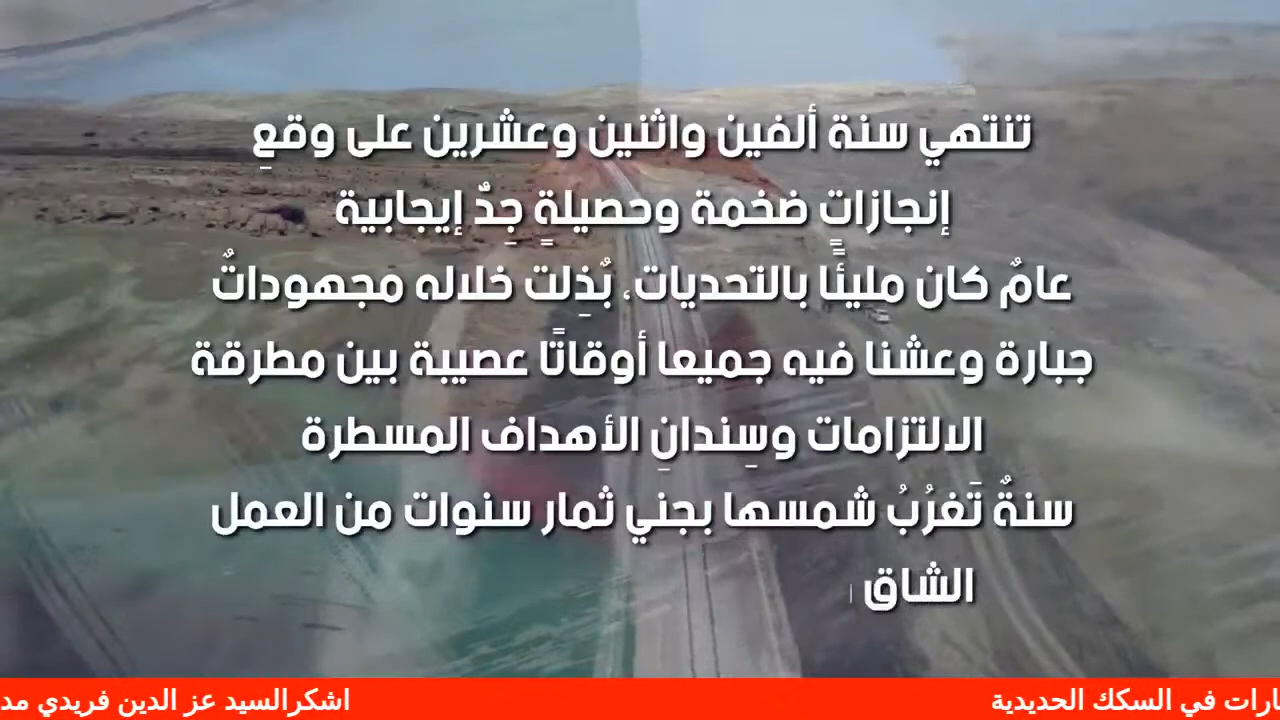 تنتهي سنة ألفين واثنين وعشرين على وقعِ
إنجازاتٍ ضخمة وحصيلةٍ جِدٌ إيجابية
عامٌ كان مليئًا بالتحديات، بُذِلت خلاله مجهوداتٌ
جبارة وعشنا فيه جميعا أوقاتًا عصيبة بين مطرقة
الالتزامات وسِندانِ الأهداف المسطرة
سنةٌ تَغرُبُ شمسها بجني ثمار سنوات من العمل
الشاق
في السكك الحديدية
اشكرالسيد عز الدين فريدي